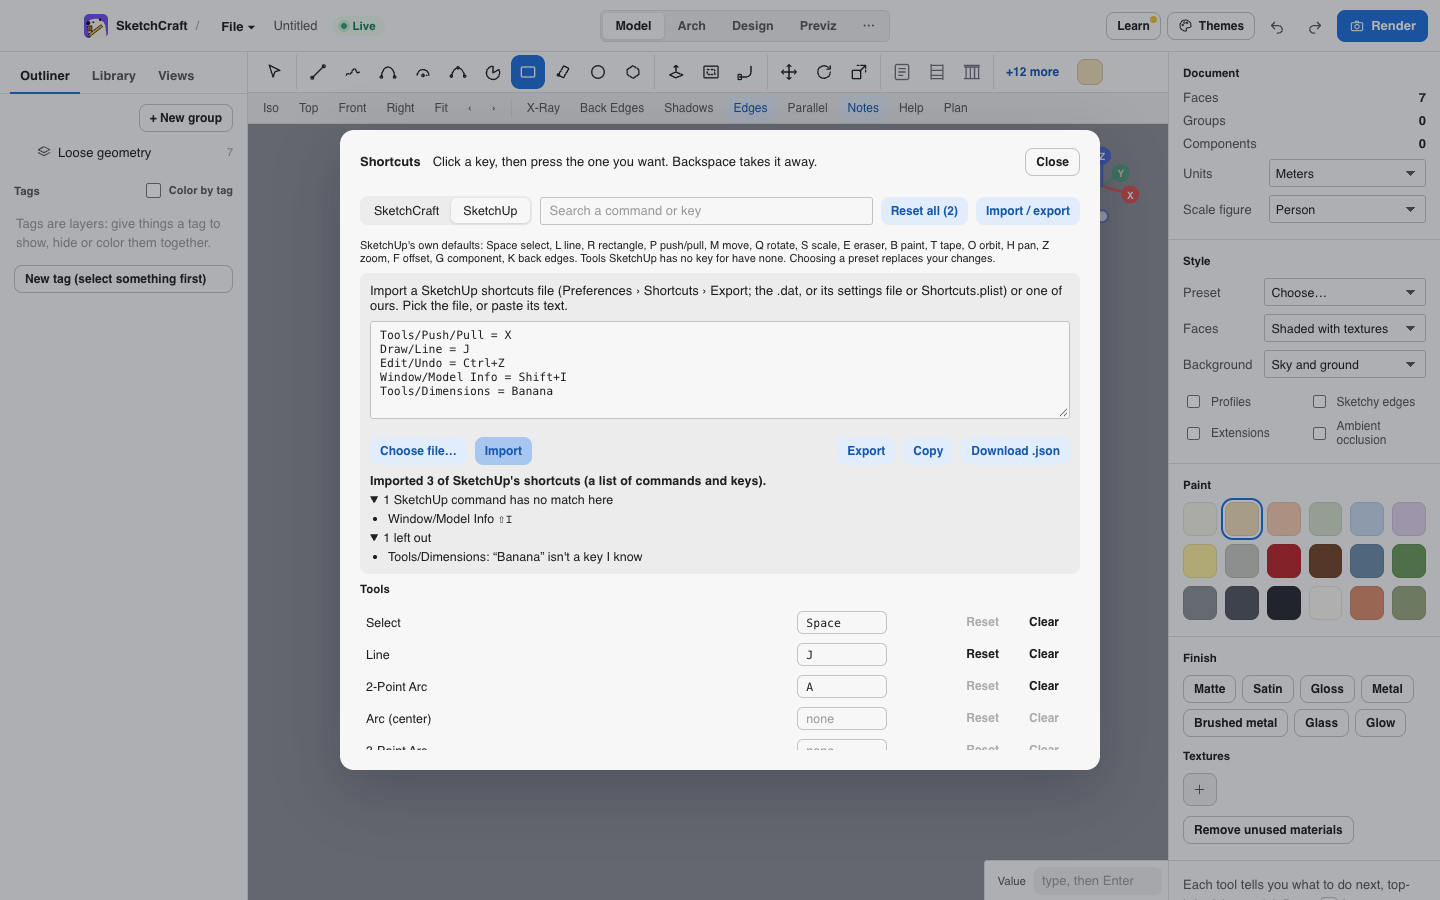 SketchCraft / File Untitled Live Model Arch Design Previz ··· Learn Themes Render
Outliner Library Views
+12 more
Iso Top Front Right Fit ‹ › X-Ray Back Edges Shadows Edges Parallel Notes Help Plan
+ New group
Loose geometry 7
Tags Color by tag
Tags are layers: give things a tag to
show, hide or color them together.
New tag (select something first)
Z
Y
X
Shortcuts Click a key, then press the one you want. Backspace takes it away. Close
SketchCraft SketchUp Search a command or key Reset all (2) Import / export
SketchUp's own defaults: Space select, L line, R rectangle, P push/pull, M move, Q rotate, S scale, E eraser, B paint, T tape, O orbit, H pan, Z
zoom, F offset, G component, K back edges. Tools SketchUp has no key for have none. Choosing a preset replaces your changes.
Import a SketchUp shortcuts file (Preferences › Shortcuts › Export; the .dat, or its settings file or Shortcuts.plist) or one of
ours. Pick the file, or paste its text.
Tools/Push/Pull = X
Draw/Line = J
Edit/Undo = Ctrl+Z
Window/Model Info = Shift+I
Tools/Dimensions = Banana
Choose file… Import Export Copy Download .json
Imported 3 of SketchUp's shortcuts (a list of commands and keys).
▼ 1 SketchUp command has no match here
• Window/Model Info ⇧I
▼ 1 left out
• Tools/Dimensions: “Banana” isn't a key I know
Tools
Select Space Reset Clear
Line J Reset Clear
2-Point Arc A Reset Clear
Arc (center) none Reset Clear
3-Point Arc none Reset Clear
Value type, then Enter
Document
Faces 7
Groups 0
Components 0
Units Meters
Scale figure Person
Style
Preset Choose…
Faces Shaded with textures
Background Sky and ground
Profiles Sketchy edges
Extensions Ambient
occlusion
Paint
Finish
Matte Satin Gloss Metal
Brushed metal Glass Glow
Textures
+
Remove unused materials
Each tool tells you what to do next, top-